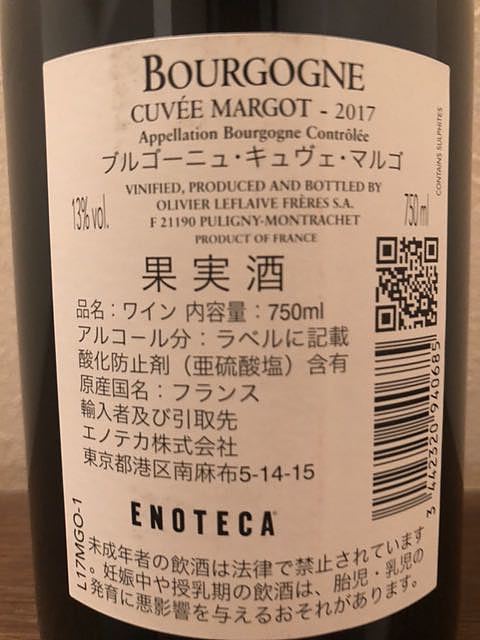 BOURGOGNE
CUVÉE MARGOT - 2017
Appellation Bourgogne Contrôlée
ブルゴーニュ・キュヴェ・マルゴ
VINIFIED, PRODUCED AND BOTTLED BY
OLIVIER LEFLAIVE FRÈRES S.A.
F 21190 PULIGNY-MONTRACHET
PRODUCT OF FRANCE
13% vol.
750 ml
CONTAINS SULPHITES
果実酒
品名：ワイン 内容量：750ml
アルコール分：ラベルに記載
酸化防止剤（亜硫酸塩）含有
原産国名：フランス
輸入者及び引取先
エノテカ株式会社
東京都港区南麻布5-14-15
3 442320 940685
L17MGO-1
ENOTECA
未成年者の飲酒は法律で禁止されています
。妊娠中や授乳期の飲酒は、胎児・乳児の
発育に悪影響を与えるおそれがあります。